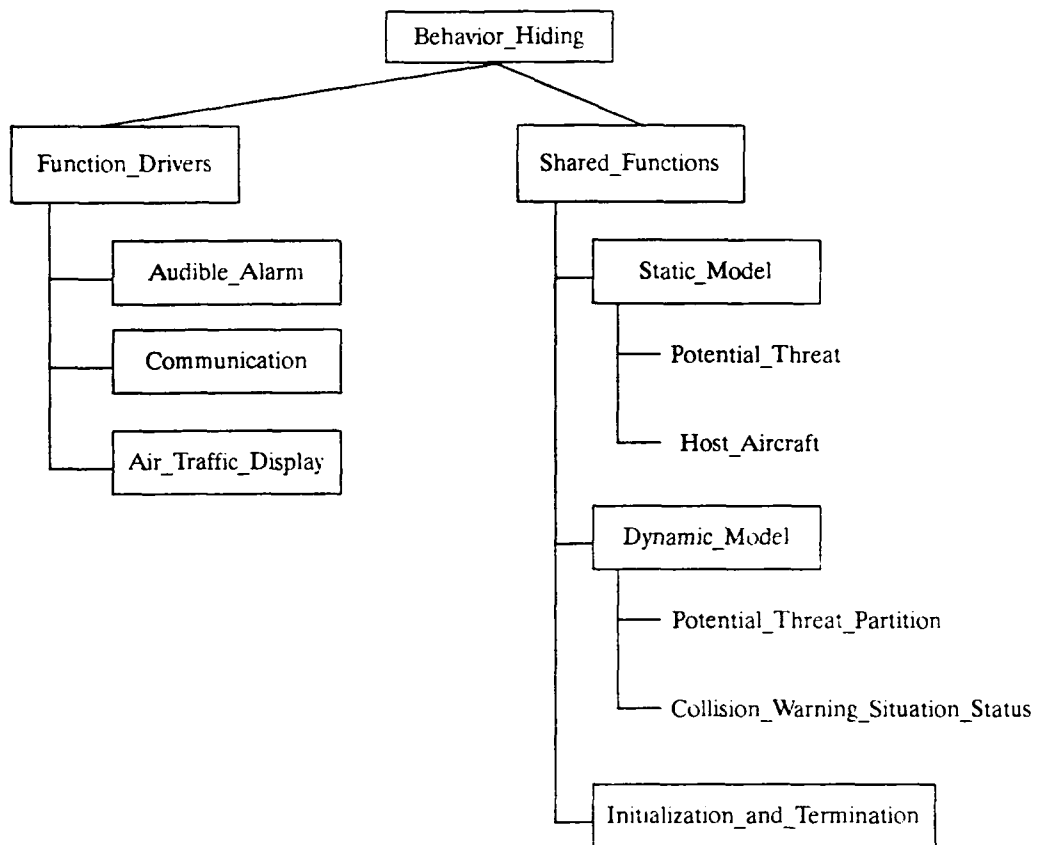 Behavior_Hiding
Function_Drivers
Audible_Alarm
Communication
Air_Traffic_Display
Shared_Functions
Static_Model
Potential_Threat
Host_Aircraft
Dynamic_Model
Potential_Threat_Partition
Collision_Warning_Situation_Status
Initialization_and_Termination